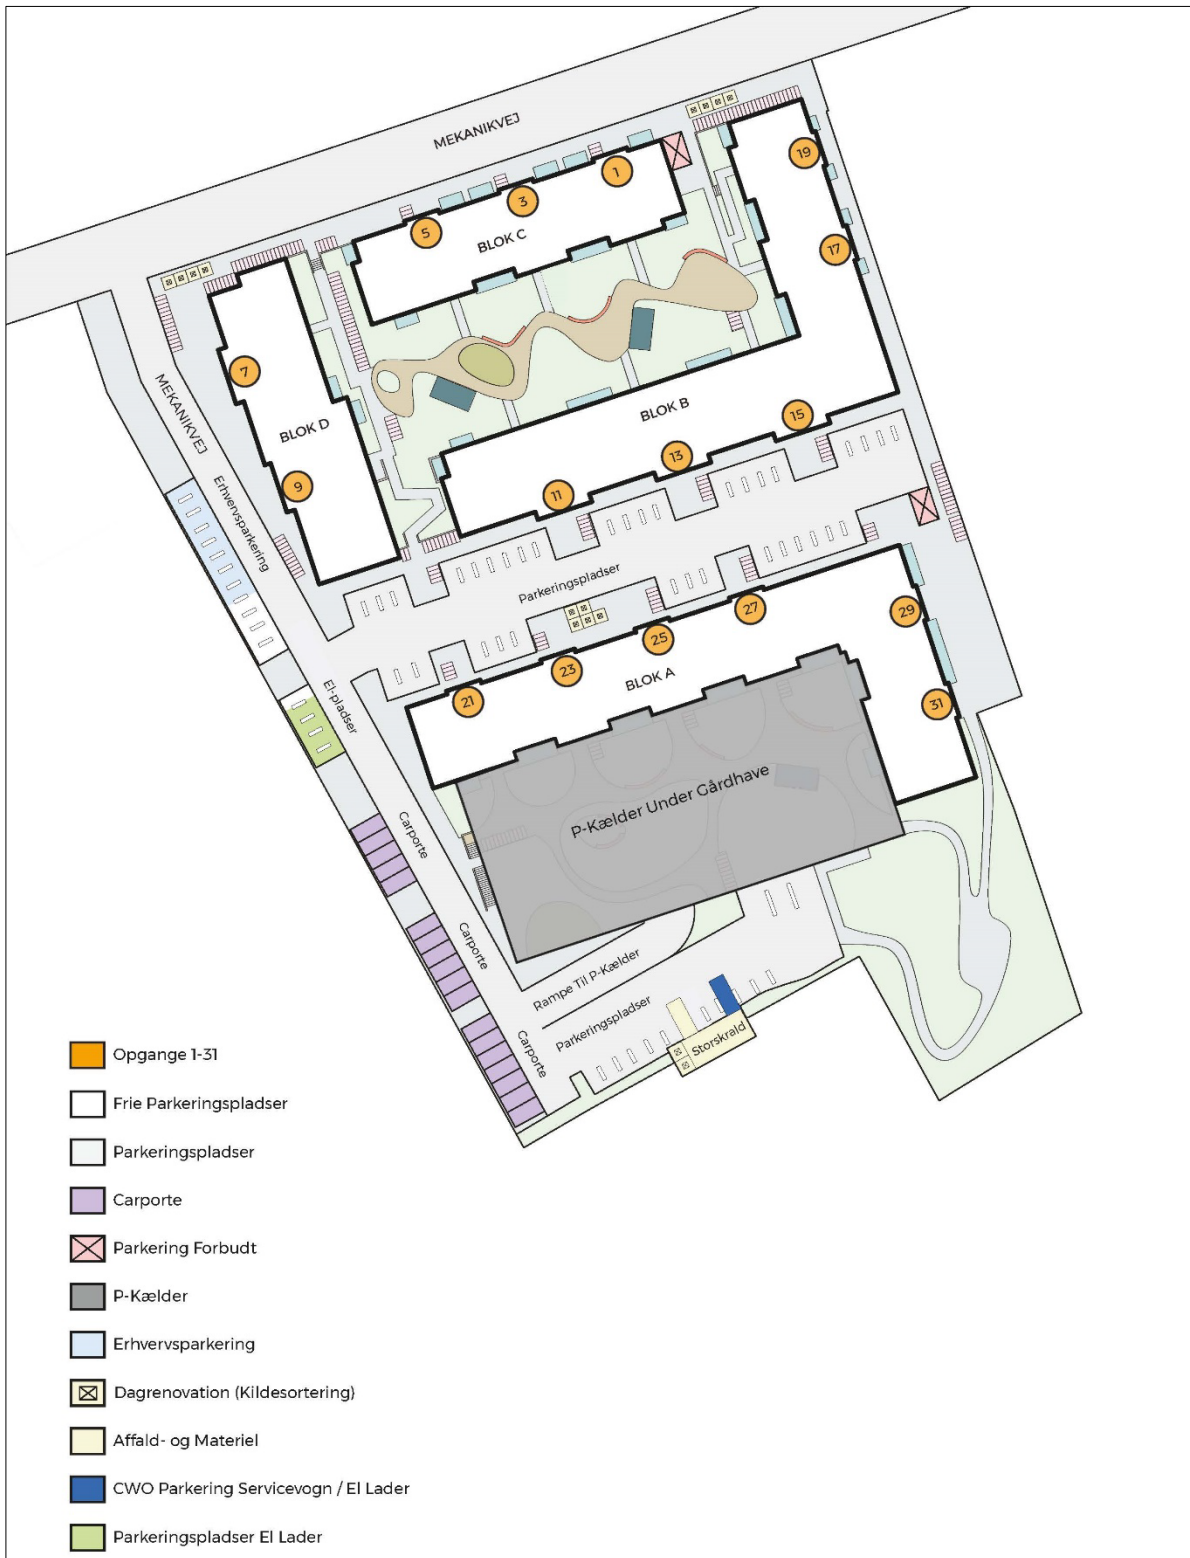 MEKANIKVEJ
19
1
3
5
BLOK C
17
7
MEKANIKVEJ
BLOK D
BLOK B
15
13
11
9
Erhvervsparkering
Parkeringspladser
27
29
25
23
BLOK A
21
31
El-pladser
P-Kælder Under Gårdhave
Carporte
Carporte
Rampe Til P-Kælder
Parkeringspladser
Carporte
Storskrald
Opgange 1-31
Frie Parkeringspladser
Parkeringspladser
Carporte
Parkering Forbudt
P-Kælder
Erhvervsparkering
Dagrenovation (Kildesortering)
Affald- og Materiel
CWO Parkering Servicevogn / El Lader
Parkeringspladser El Lader